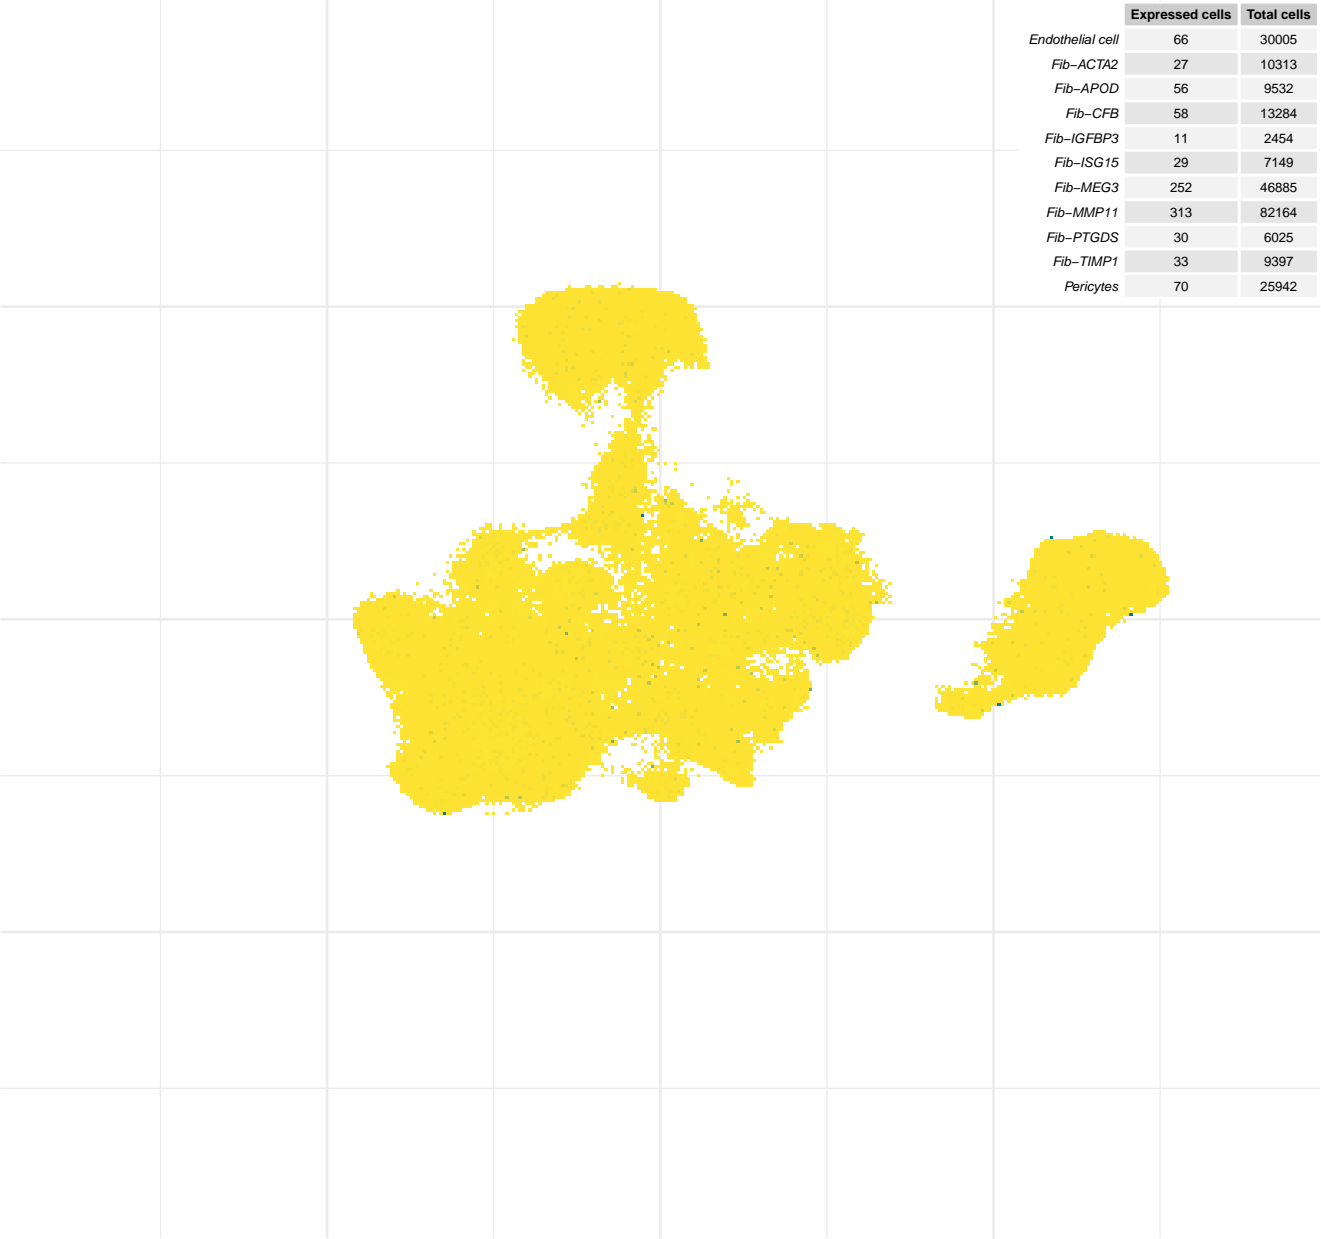 Expressed cells Total cells
Endothelial cell 66 30005
Fib−ACTA2 27 10313
Fib−APOD 56 9532
Fib−CFB 58 13284
Fib−IGFBP3 11 2454
Fib−ISG15 29 7149
Fib−MEG3 252 46885
Fib−MMP11 313 82164
Fib−PTGDS 30 6025
Fib−TIMP1 33 9397
Pericytes 70 25942